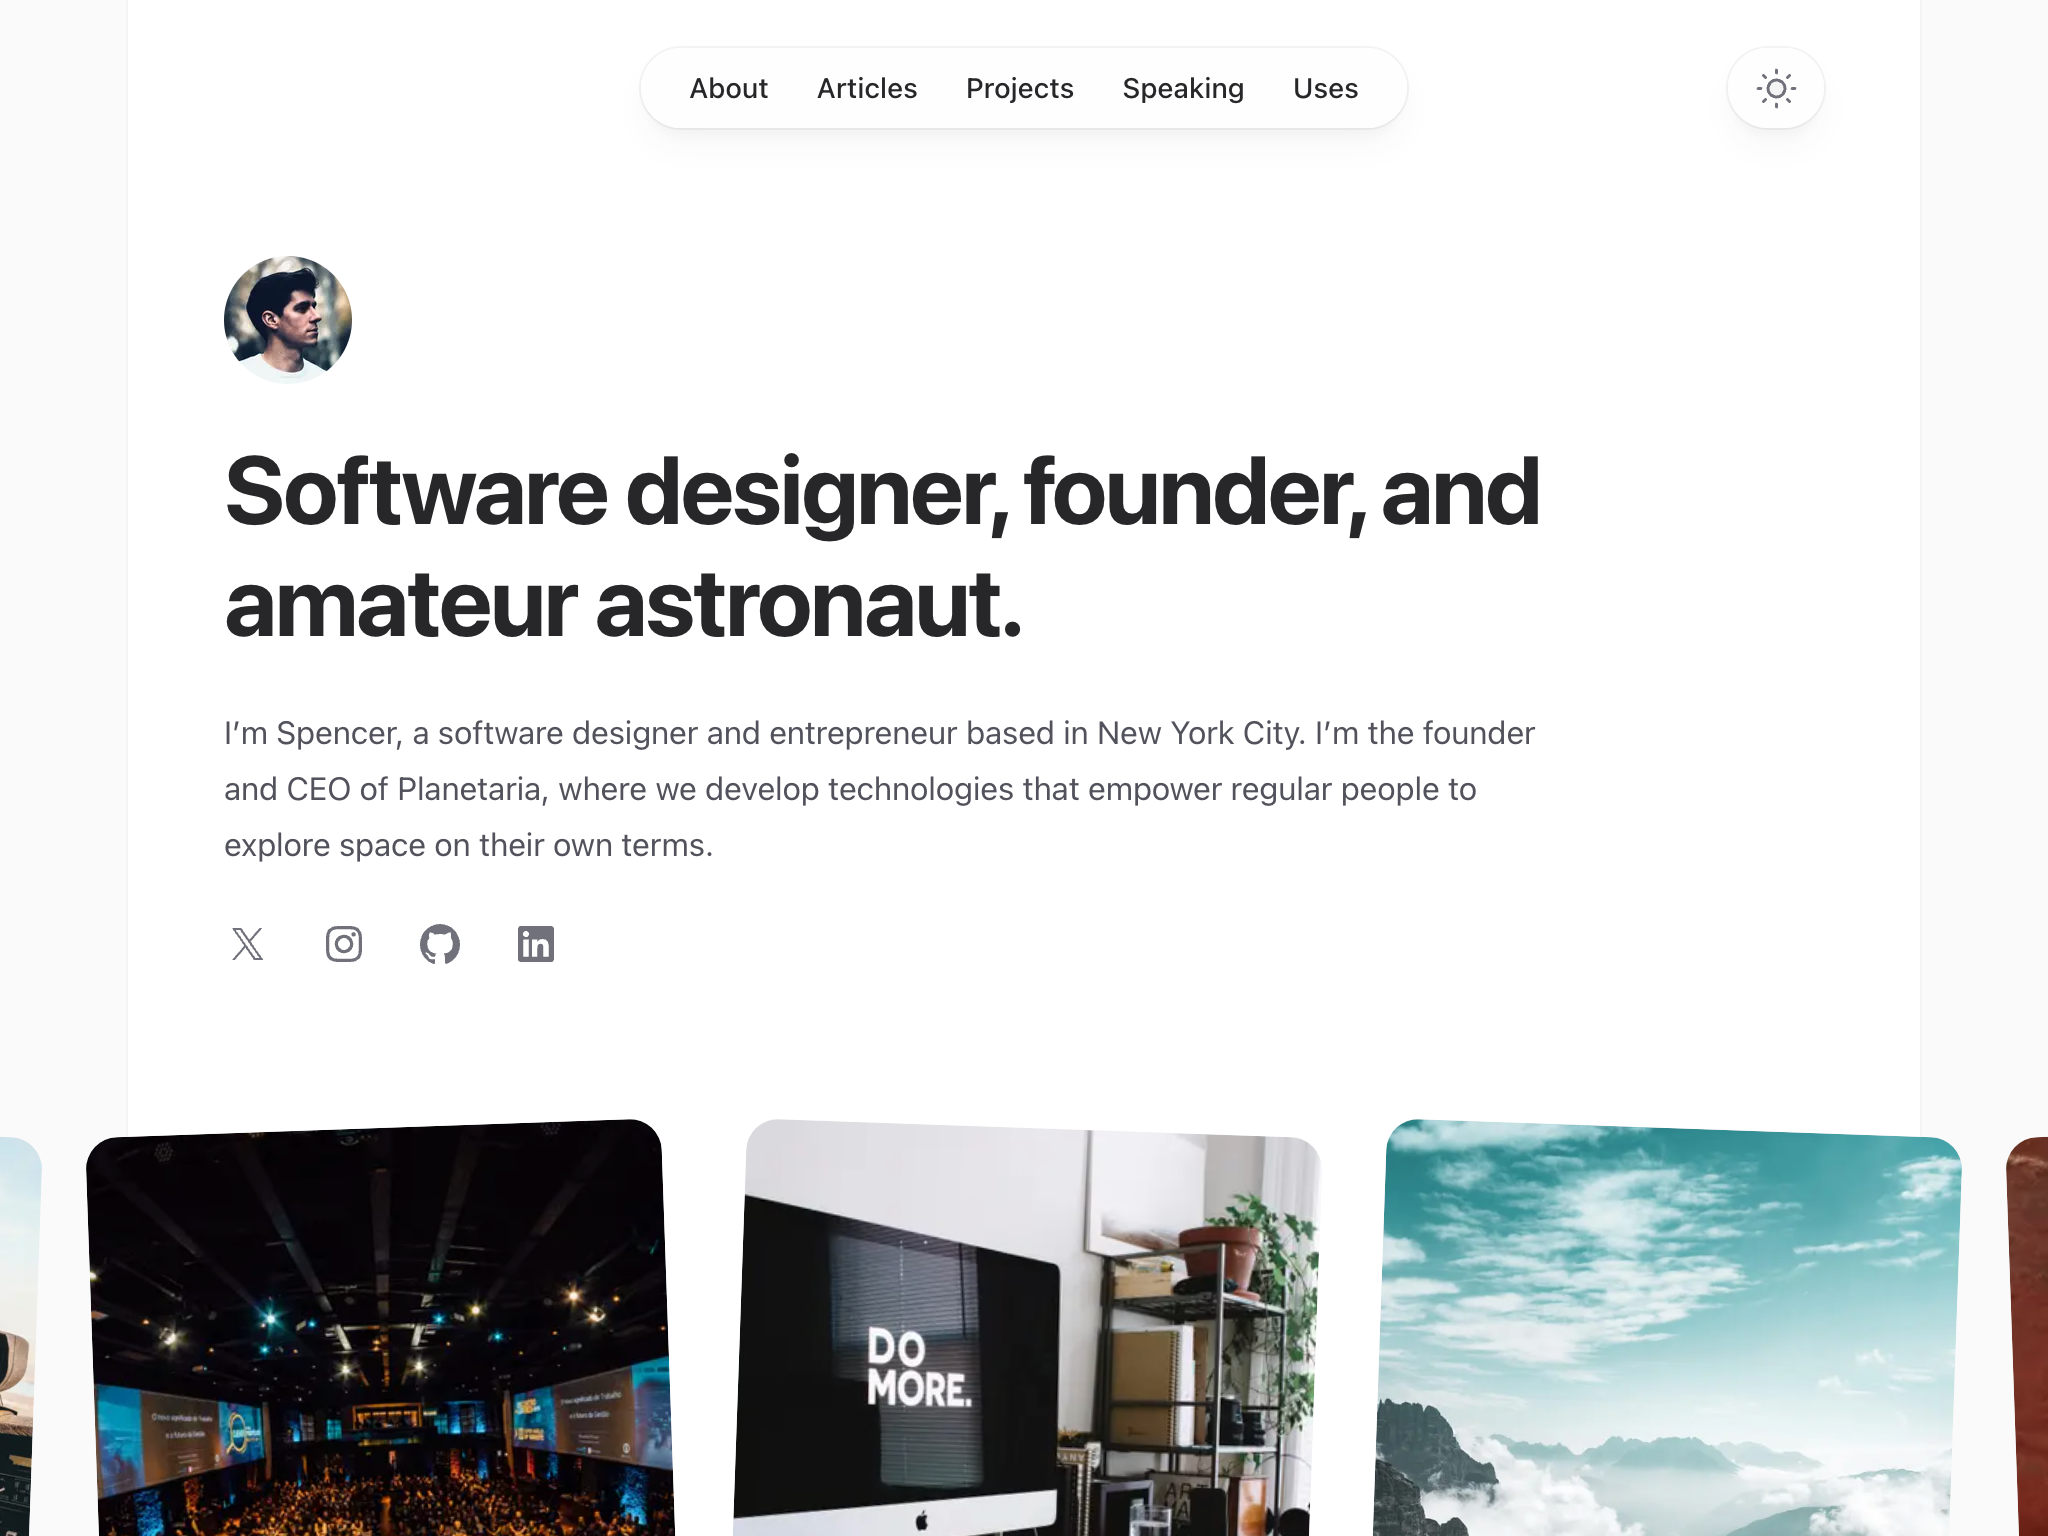 About Articles Projects Speaking Uses
Software designer, founder, and
amateur astronaut.
I’m Spencer, a software designer and entrepreneur based in New York City. I’m the founder
and CEO of Planetaria, where we develop technologies that empower regular people to
explore space on their own terms.
in
DO
MORE.